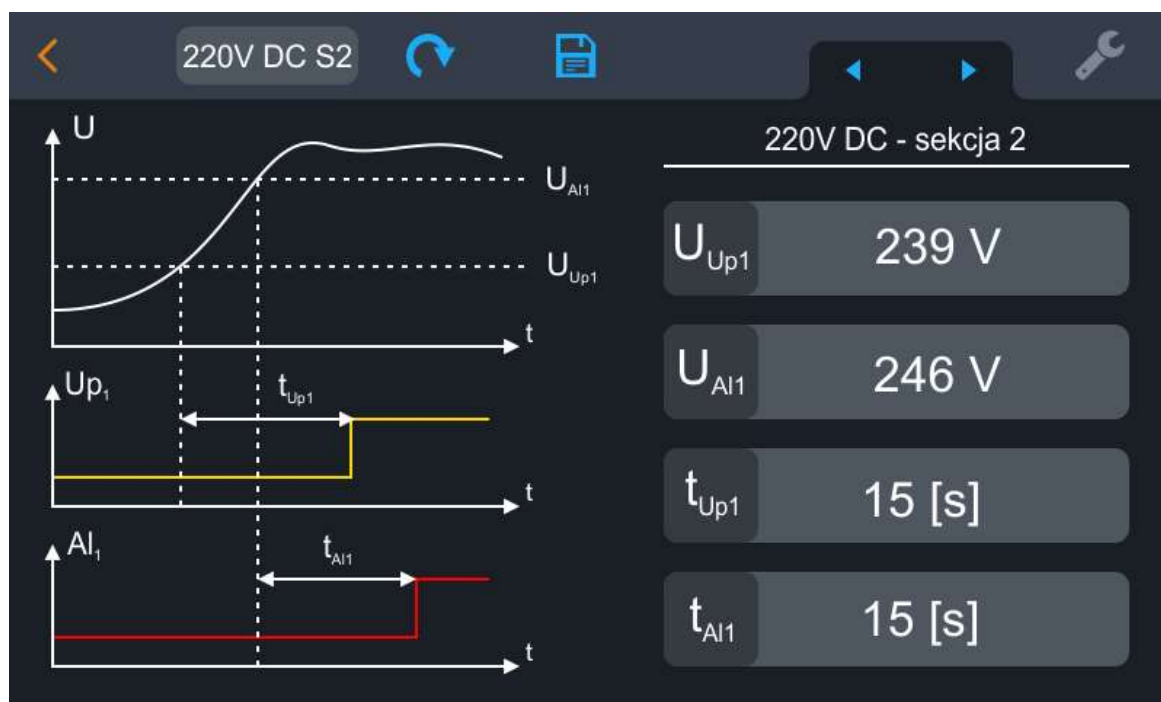 220V DC S2
U
U_Al1
U_Up1
t
Up₁
t_Up1
t
Al₁
t_Al1
t
220V DC - sekcja 2
U_Up1 239 V
U_Al1 246 V
t_Up1 15 [s]
t_Al1 15 [s]